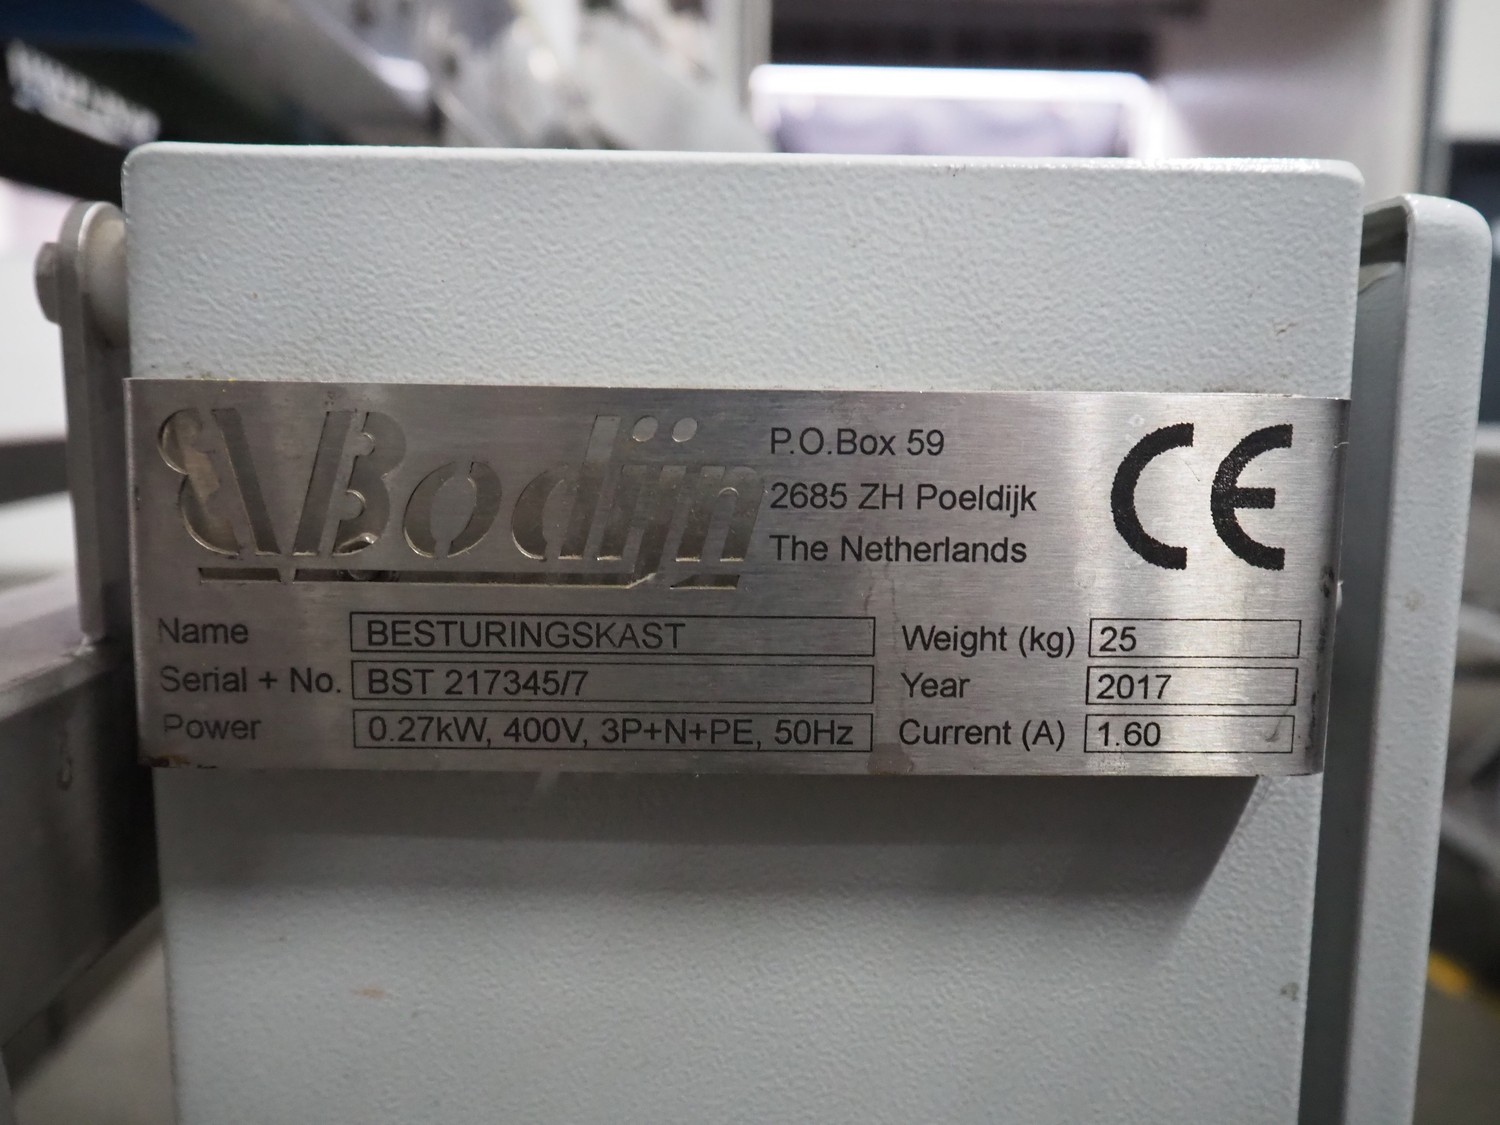 Bodijn
P.O.Box 59
2685 ZH Poeldijk
The Netherlands
CE
Name BESTURINGSKAST
Weight (kg) 25
Serial + No. BST 217345/7
Year 2017
Power 0.27kW, 400V, 3P+N+PE, 50Hz
Current (A) 1.60